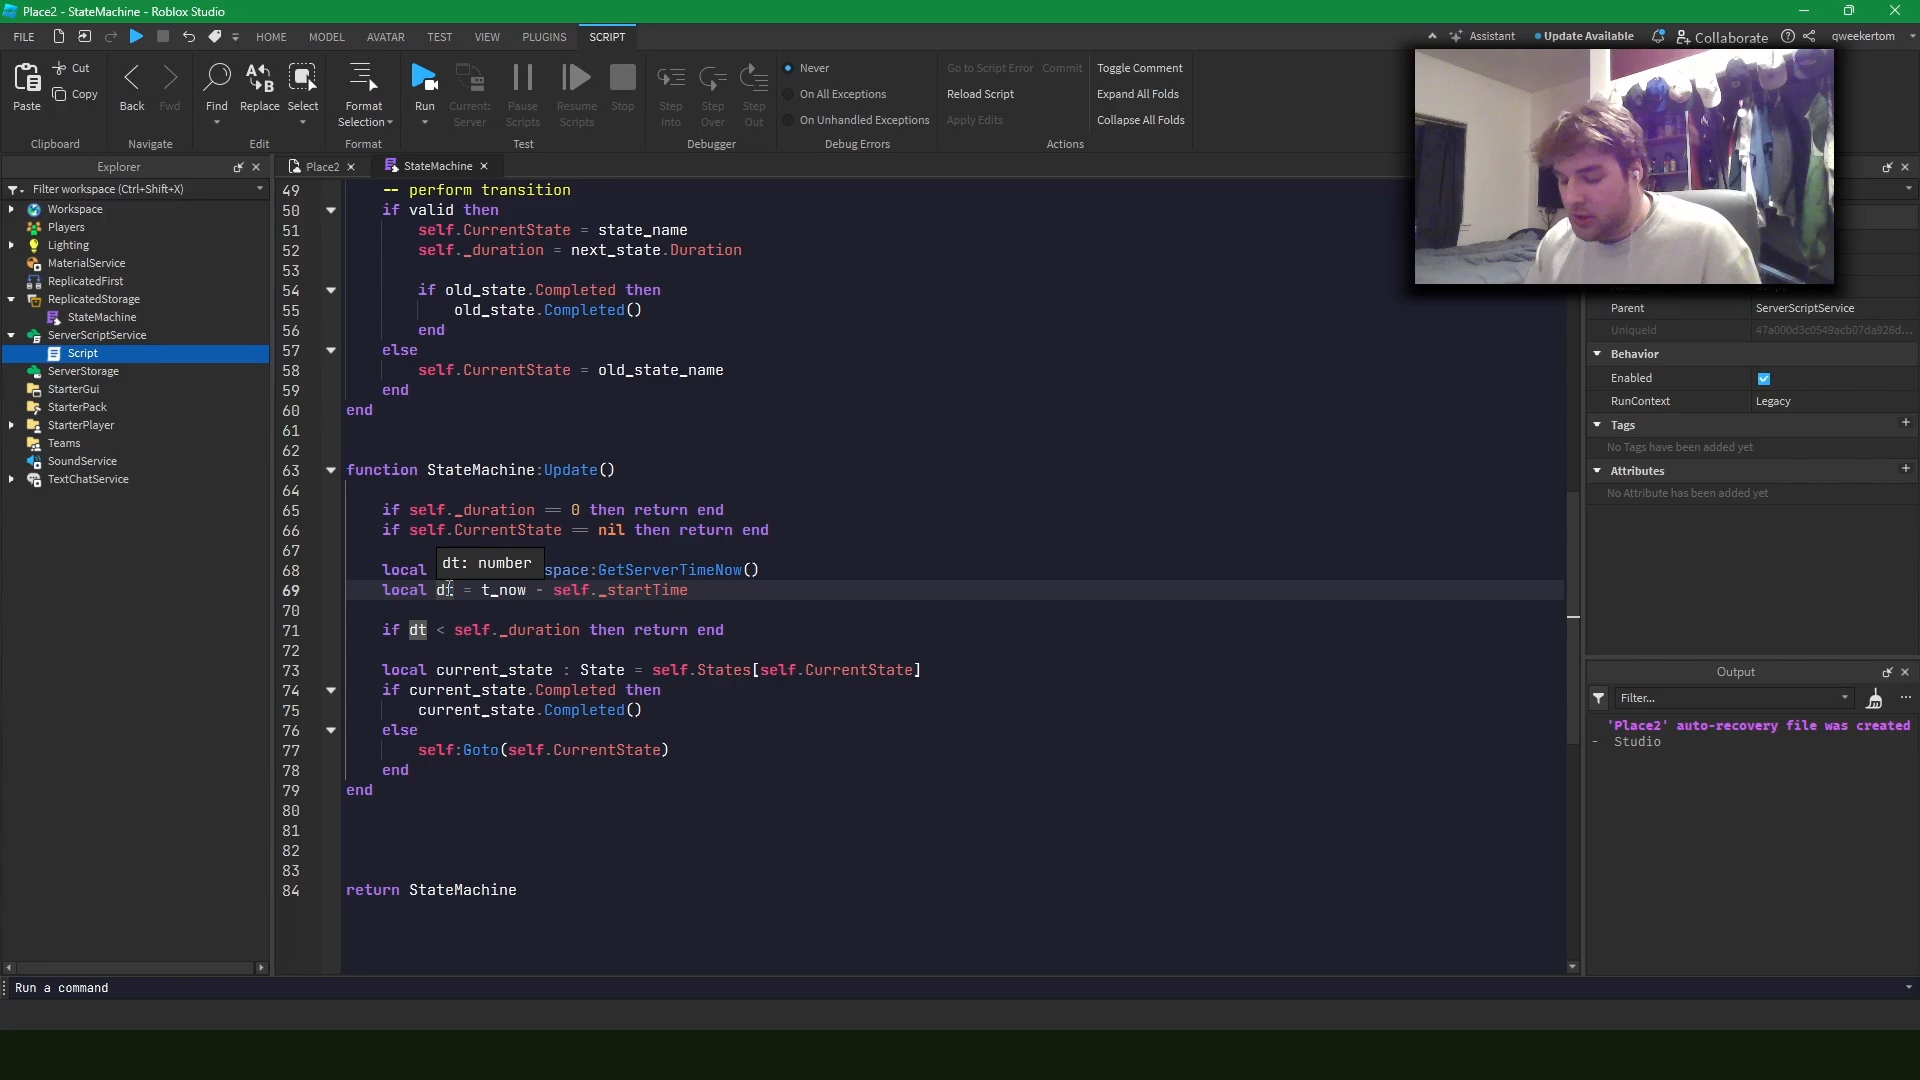 Place2 - StateMachine - Roblox Studio
FILE HOME MODEL AVATAR TEST VIEW PLUGINS SCRIPT Assistant Update Available Collaborate qweekertom
Paste Cut Copy Back Fwd Find Replace Select Format Selection Run Current: Server Pause Scripts Resume Scripts Stop Step Into Step Over Step Out
Never
On All Exceptions
On Unhandled Exceptions
Go to Script Error Commit Toggle Comment
Reload Script Expand All Folds
Apply Edits Collapse All Folds
Clipboard Navigate Edit Format Test Debugger Debug Errors Actions
Explorer
Filter workspace (Ctrl+Shift+X)
Workspace
Players
Lighting
MaterialService
ReplicatedFirst
ReplicatedStorage
StateMachine
ServerScriptService
Script
ServerStorage
StarterGui
StarterPack
StarterPlayer
Teams
SoundService
TextChatService
Place2 StateMachine
49 -- perform transition
50 if valid then
51 self.CurrentState = state_name
52 self._duration = next_state.Duration
53
54 if old_state.Completed then
55 old_state.Completed()
56 end
57 else
58 self.CurrentState = old_state_name
59 end
60 end
61
62
63 function StateMachine:Update()
64
65 if self._duration == 0 then return end
66 if self.CurrentState == nil then return end
67
dt: number
68 local space:GetServerTimeNow()
69 local dt = t_now - self._startTime
70
71 if dt < self._duration then return end
72
73 local current_state : State = self.States[self.CurrentState]
74 if current_state.Completed then
75 current_state.Completed()
76 else
77 self:Goto(self.CurrentState)
78 end
79 end
80
81
82
83
84 return StateMachine
Parent ServerScriptService
UniqueId 47a000d3c0549acb07da926d...
Behavior
Enabled
RunContext Legacy
Tags
No Tags have been added yet
Attributes
No Attribute has been added yet
Output
Filter...
'Place2' auto-recovery file was created
- Studio
Run a command